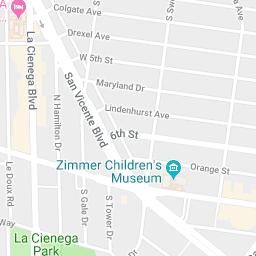 Colgate Ave
Drexel Ave
W 5th St
Maryland Dr
Lindenhurst Ave
6th St
Orange St
La Cienega Blvd
San Vicente Blvd
N Hamilton Dr
Le Doux Rd
S Gale Dr
S Tower Dr
Zimmer Children's
Museum
La Cienega
Park